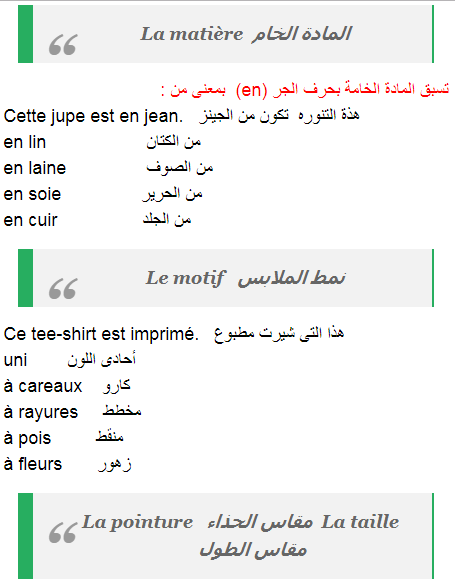 La matière المادة الخام
تسبق المادة الخامة بحرف الجر (en) بمعنى من :
Cette jupe est en jean. هذة التنوره تكون من الجينز
en lin من الكتان
en laine من الصوف
en soie من الحرير
en cuir من الجلد
Le motif نمط الملابس
Ce tee-shirt est imprimé. هذا التى شيرت مطبوع
uni أحادى اللون
à careaux كارو
à rayures مخطط
à pois منقط
à fleurs زهور
La pointure مقاس الحذاء La taille
مقاس الطول